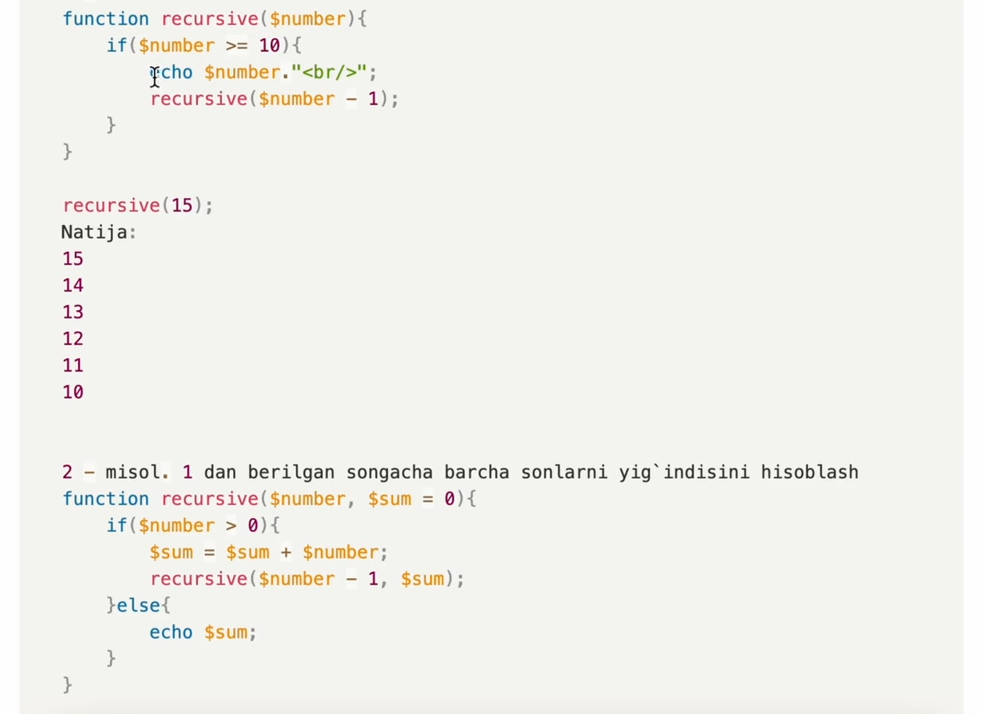 function recursive($number){
if($number >= 10){
echo $number."<br/>";
recursive($number - 1);
}
}
recursive(15);
Natija:
15
14
13
12
11
10
2 - misol. 1 dan berilgan songacha barcha sonlarni yig`indisini hisoblash
function recursive($number, $sum = 0){
if($number > 0){
$sum = $sum + $number;
recursive($number - 1, $sum);
}else{
echo $sum;
}
}